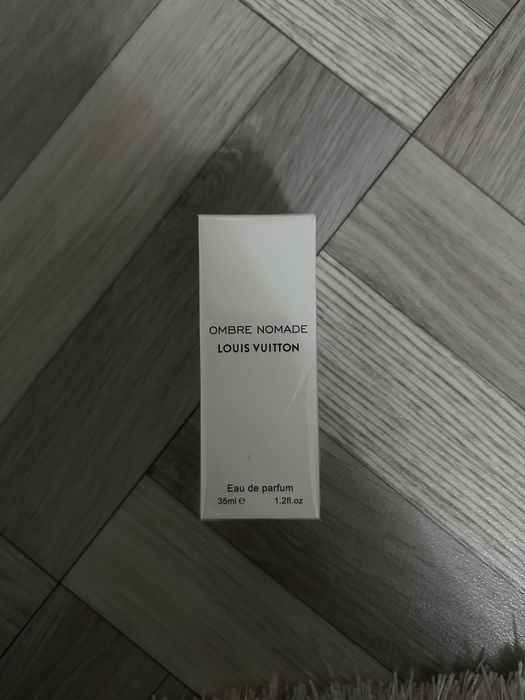 OMBRE NOMADE
LOUIS VUITTON
Eau de parfum
35ml ℮ 1.2fl.oz